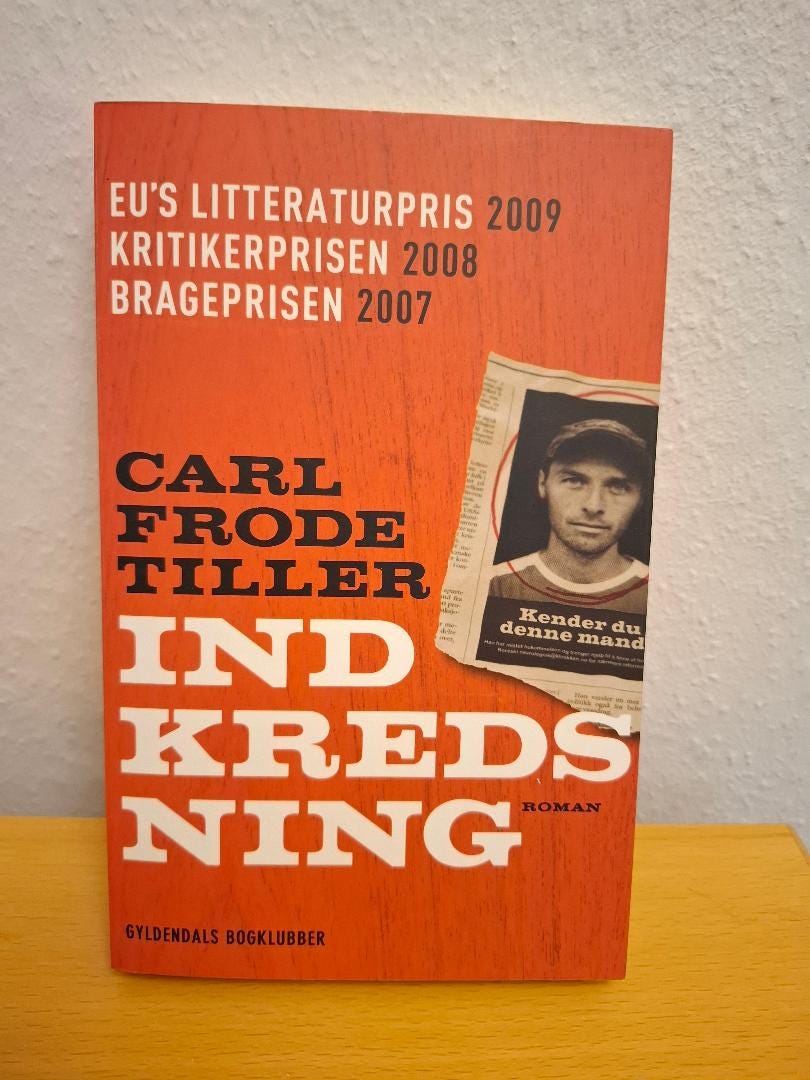 EU'S LITTERATURPRIS 2009
KRITIKERPRISEN 2008
BRAGEPRISEN 2007
CARL
FRODE
TILLER
IND
KREDS
NING
ROMAN
Kender du
denne mand
GYLDENDALS BOGKLUBBER